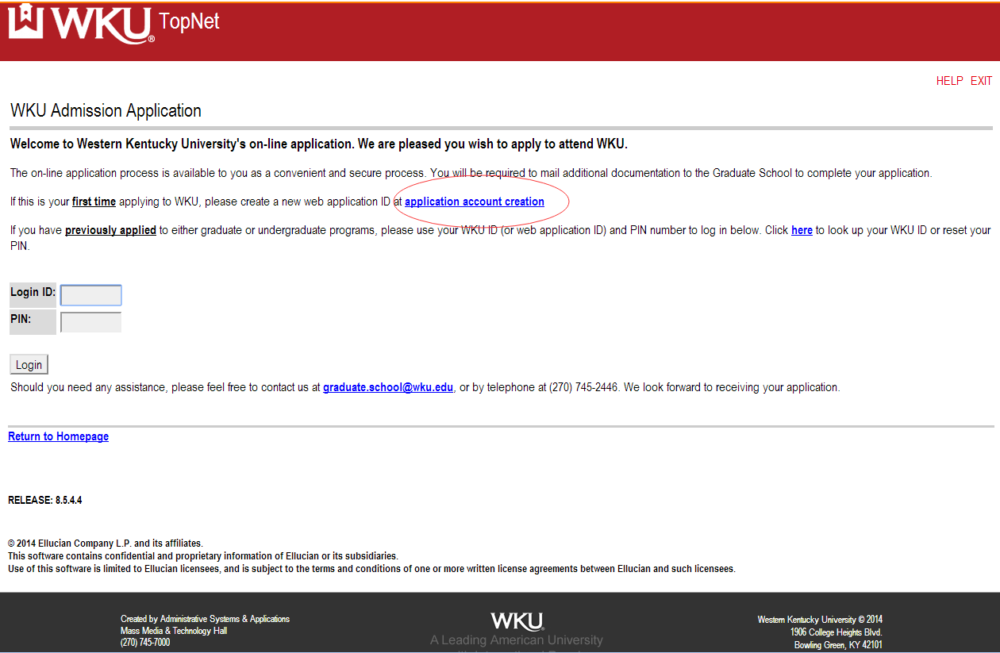 WKU® TopNet
HELP EXIT
WKU Admission Application
Welcome to Western Kentucky University's on-line application. We are pleased you wish to apply to attend WKU.
The on-line application process is available to you as a convenient and secure process. You will be required to mail additional documentation to the Graduate School to complete your application.
If this is your first time applying to WKU, please create a new web application ID at application account creation
If you have previously applied to either graduate or undergraduate programs, please use your WKU ID (or web application ID) and PIN number to log in below. Click here to look up your WKU ID or reset your
PIN.
Login ID:
PIN:
Login
Should you need any assistance, please feel free to contact us at graduate.school@wku.edu, or by telephone at (270) 745-2446. We look forward to receiving your application.
Return to Homepage
RELEASE: 8.5.4.4
© 2014 Ellucian Company L.P. and its affiliates.
This software contains confidential and proprietary information of Ellucian or its subsidiaries.
Use of this software is limited to Ellucian licensees, and is subject to the terms and conditions of one or more written license agreements between Ellucian and such licensees.
Created by Administrative Systems & Applications
Mass Media & Technology Hall
(270) 745-7000
WKU®
A Leading American University
Western Kentucky University © 2014
1906 College Heights Blvd.
Bowling Green, KY 42101